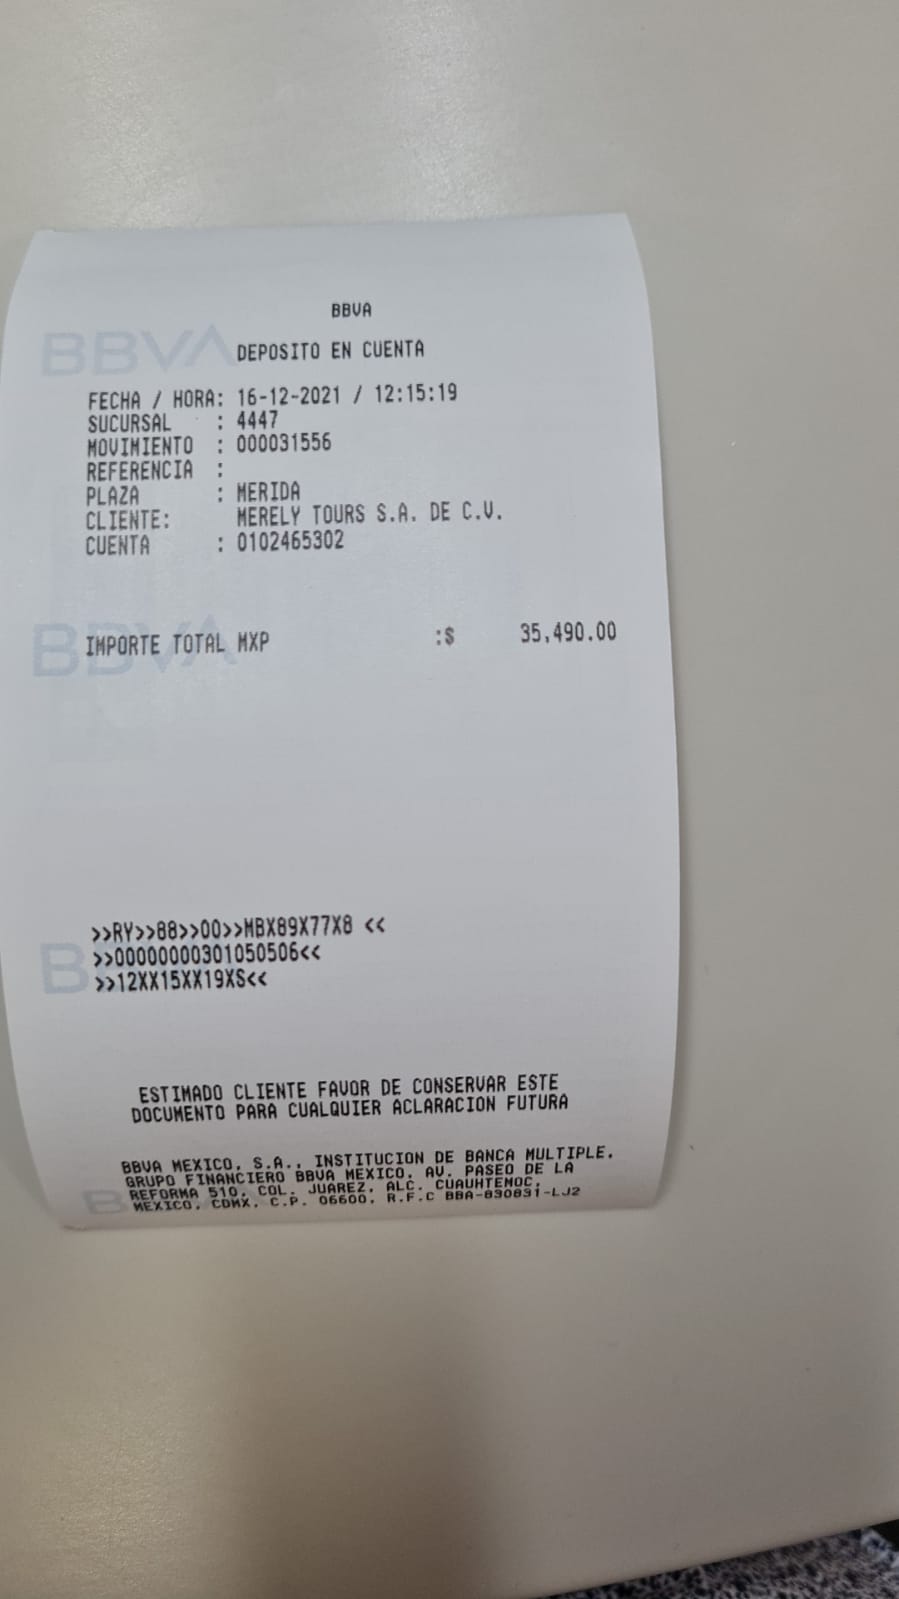 BBVA
BBVA
DEPOSITO EN CUENTA
FECHA / HORA: 16-12-2021 / 12:15:19
SUCURSAL : 4447
MOVIMIENTO : 000031556
REFERENCIA :
PLAZA : MERIDA
CLIENTE: MERELY TOURS S.A. DE C.V.
CUENTA : 0102465302
BBVA
IMPORTE TOTAL MXP :$ 35,490.00
>>RY>>88>>00>>MBX89X77X8 <<
>>00000000301050506<<
>>12XX15XX19XS<<
ESTIMADO CLIENTE FAVOR DE CONSERVAR ESTE
DOCUMENTO PARA CUALQUIER ACLARACION FUTURA
BBVA MEXICO, S.A., INSTITUCION DE BANCA MULTIPLE.
GRUPO FINANCIERO BBVA MEXICO. AV. PASEO DE LA
REFORMA 510, COL. JUAREZ, ALC. CUAUHTEMOC,
MEXICO, CDMX, C.P. 06600, R.F.C BBA-830831-LJ2